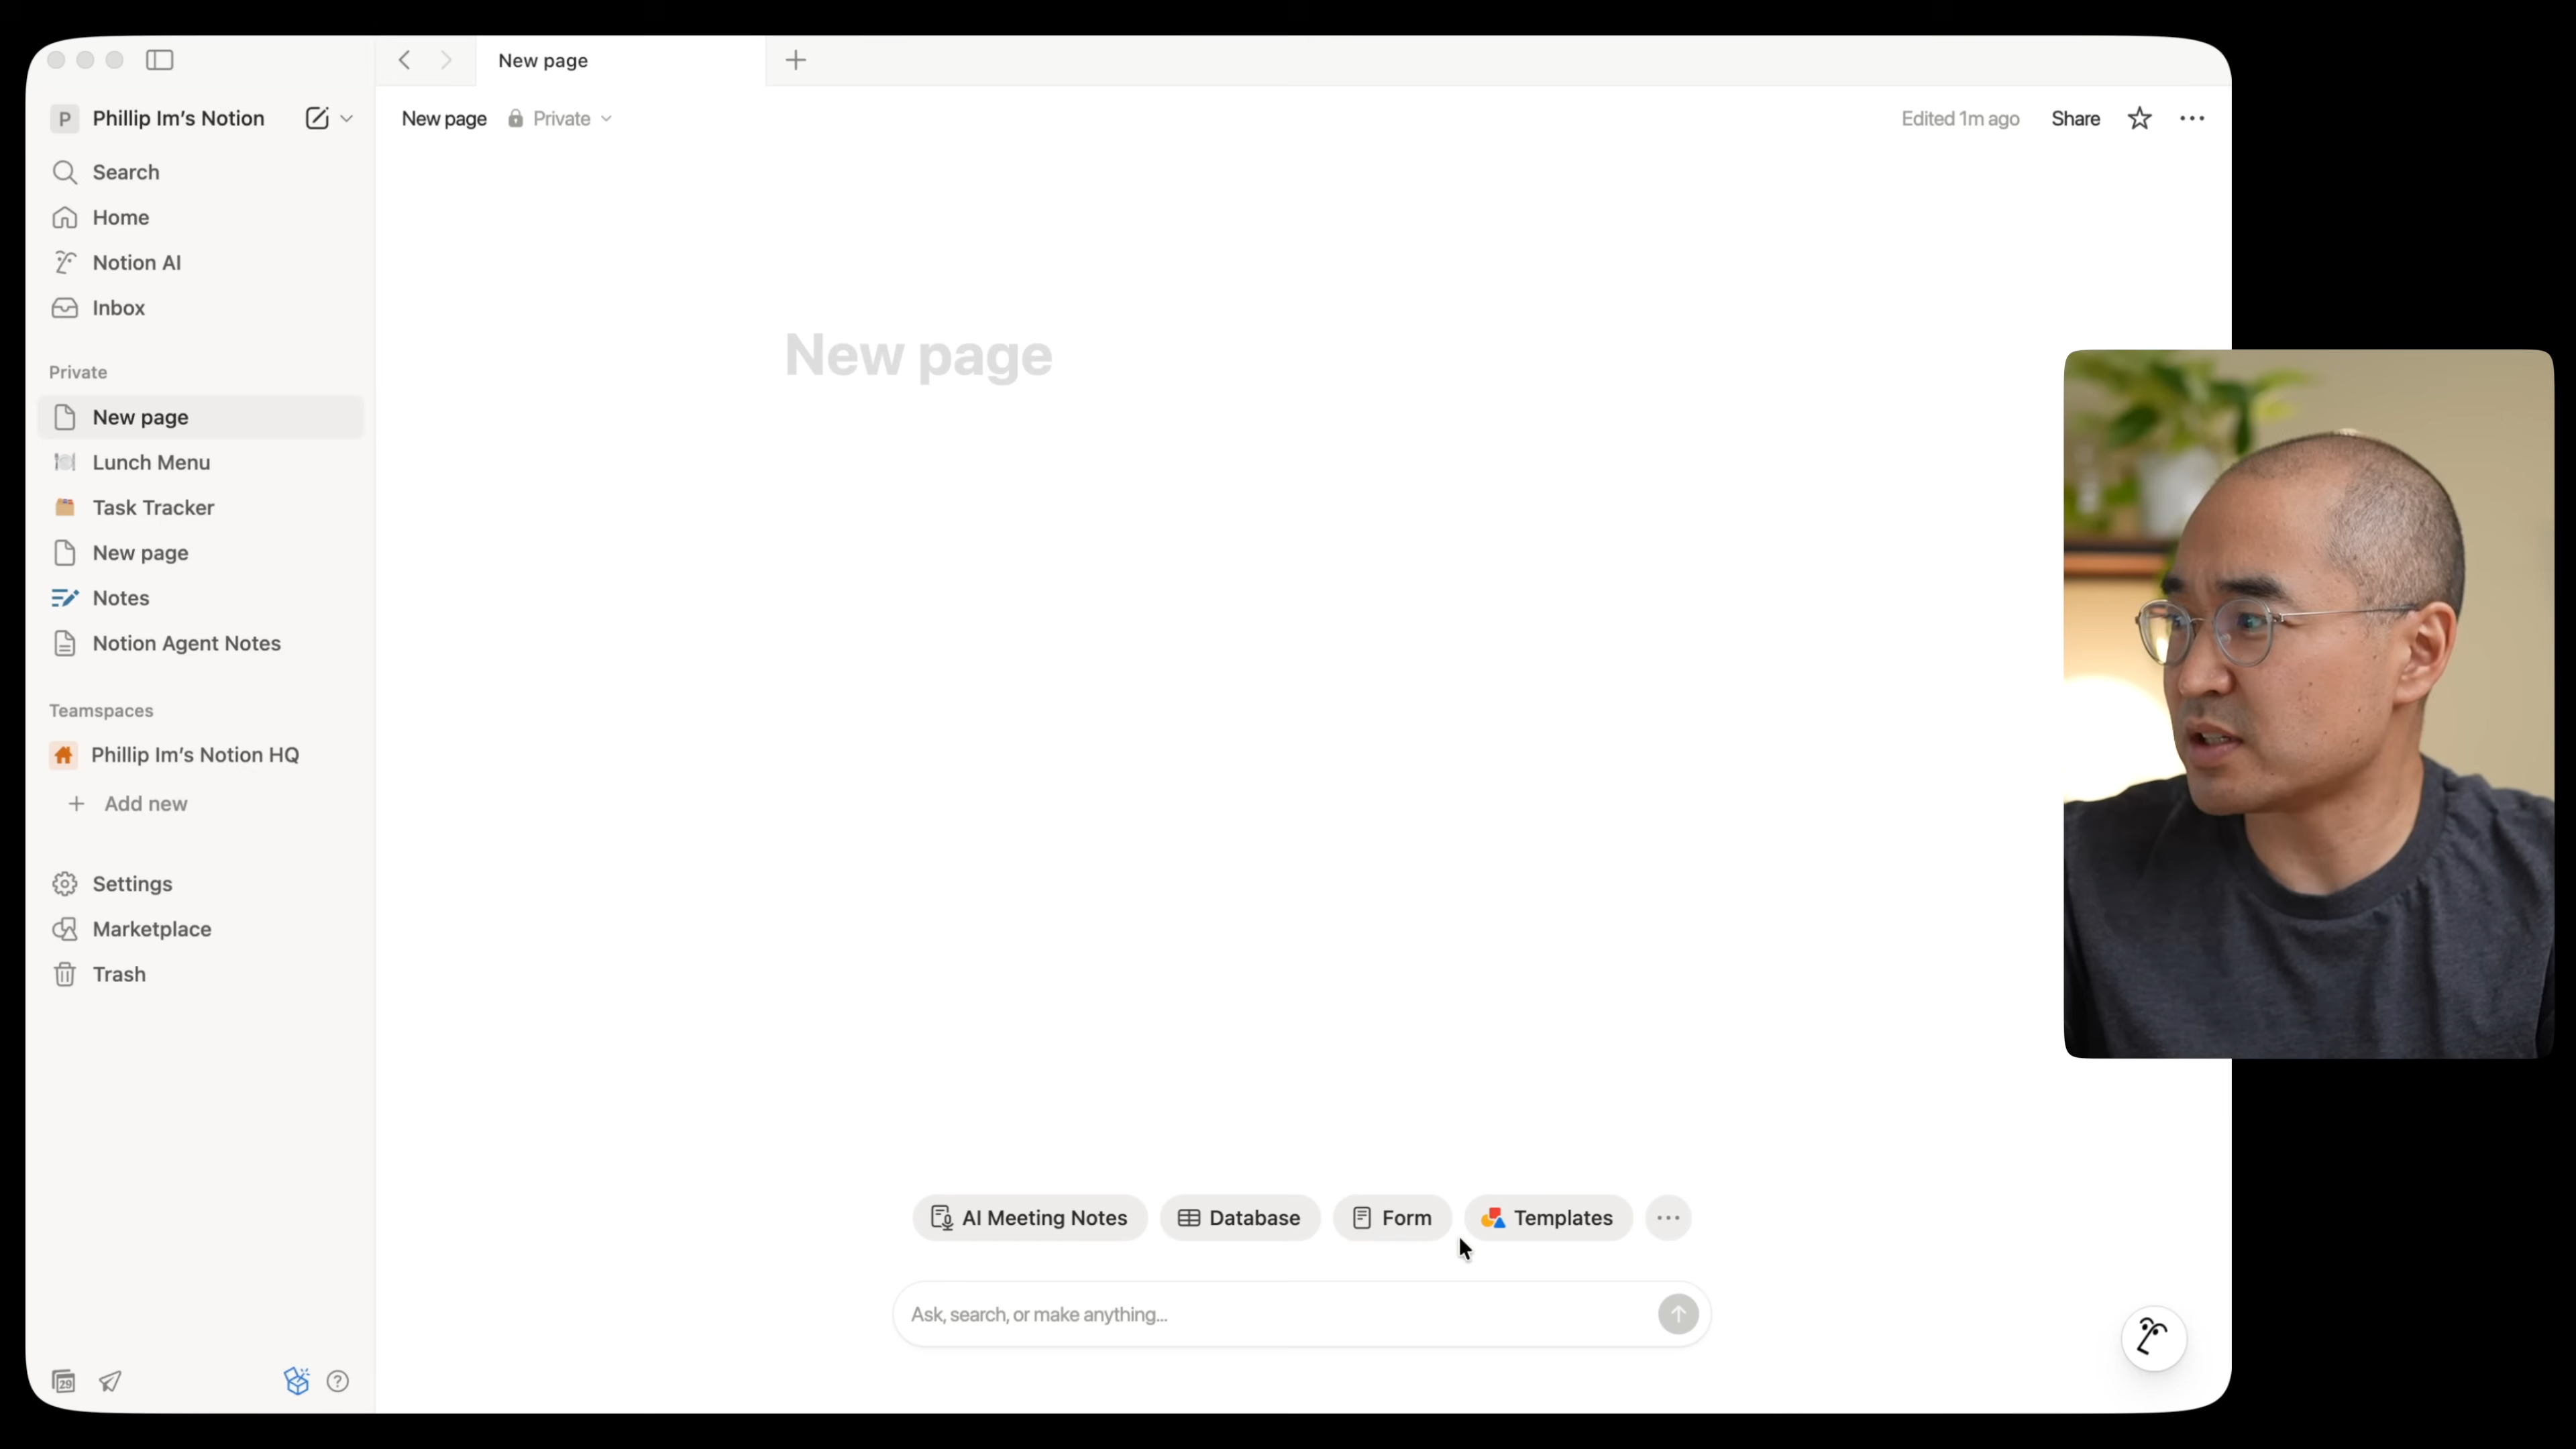 New page
P Phillip Im's Notion
New page Private
Edited 1m ago Share
Search
Home
Notion AI
Inbox
Private
New page
Lunch Menu
Task Tracker
New page
Notes
Notion Agent Notes
Teamspaces
Phillip Im's Notion HQ
Add new
Settings
Marketplace
Trash
29
New page
AI Meeting Notes Database Form Templates
Ask, search, or make anything...